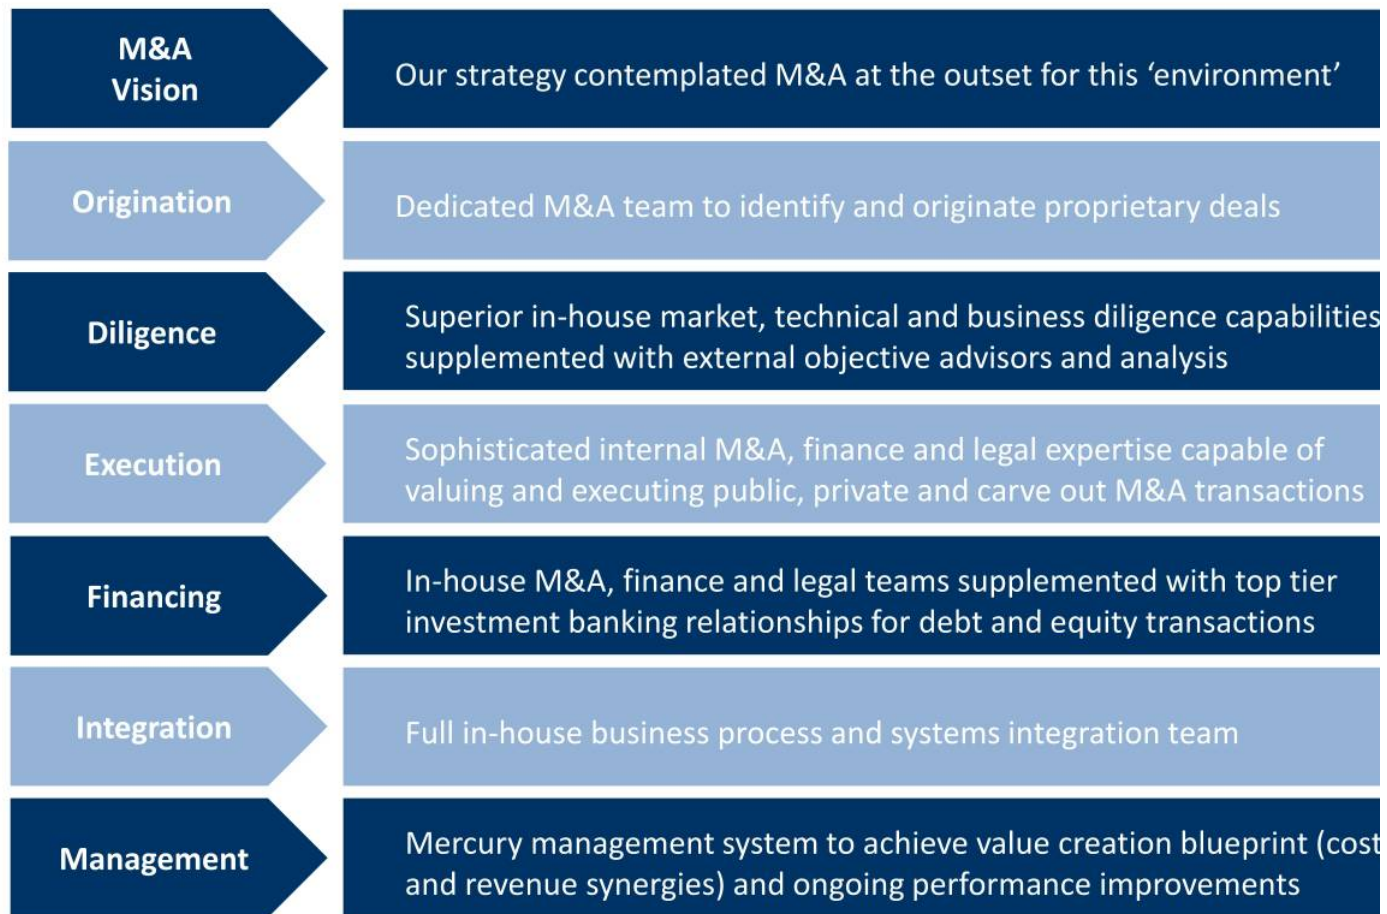 M&A
Vision
Our strategy contemplated M&A at the outset for this ‘environment’
Origination
Dedicated M&A team to identify and originate proprietary deals
Diligence
Superior in-house market, technical and business diligence capabilities
supplemented with external objective advisors and analysis
Execution
Sophisticated internal M&A, finance and legal expertise capable of
valuing and executing public, private and carve out M&A transactions
Financing
In-house M&A, finance and legal teams supplemented with top tier
investment banking relationships for debt and equity transactions
Integration
Full in-house business process and systems integration team
Management
Mercury management system to achieve value creation blueprint (cost
and revenue synergies) and ongoing performance improvements